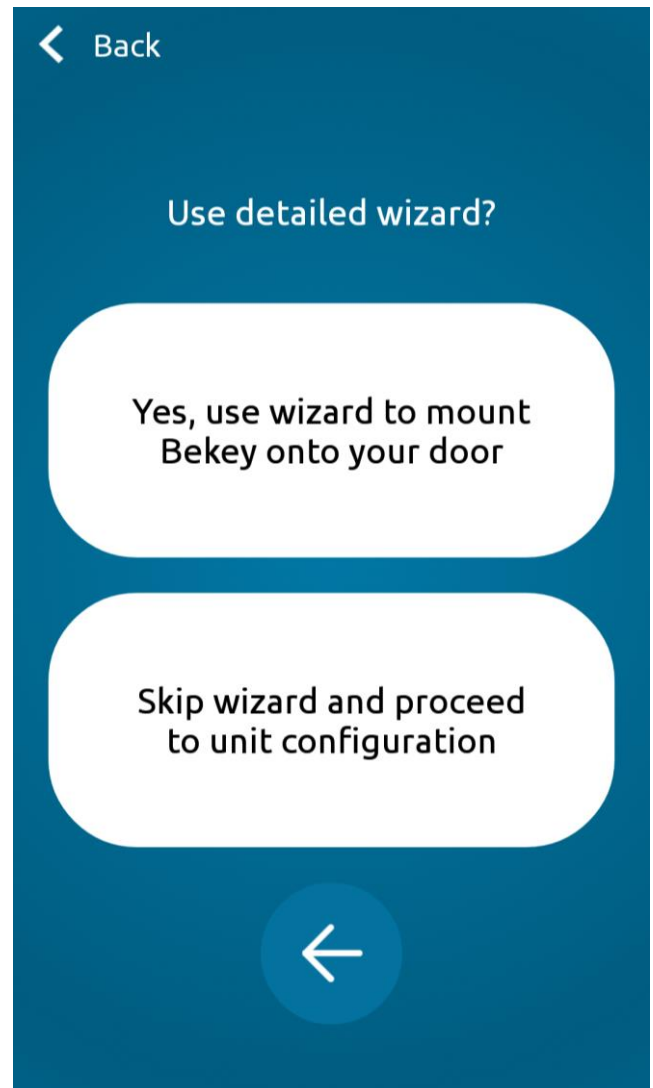 Back
Use detailed wizard?
Yes, use wizard to mount
Bekey onto your door
Skip wizard and proceed
to unit configuration